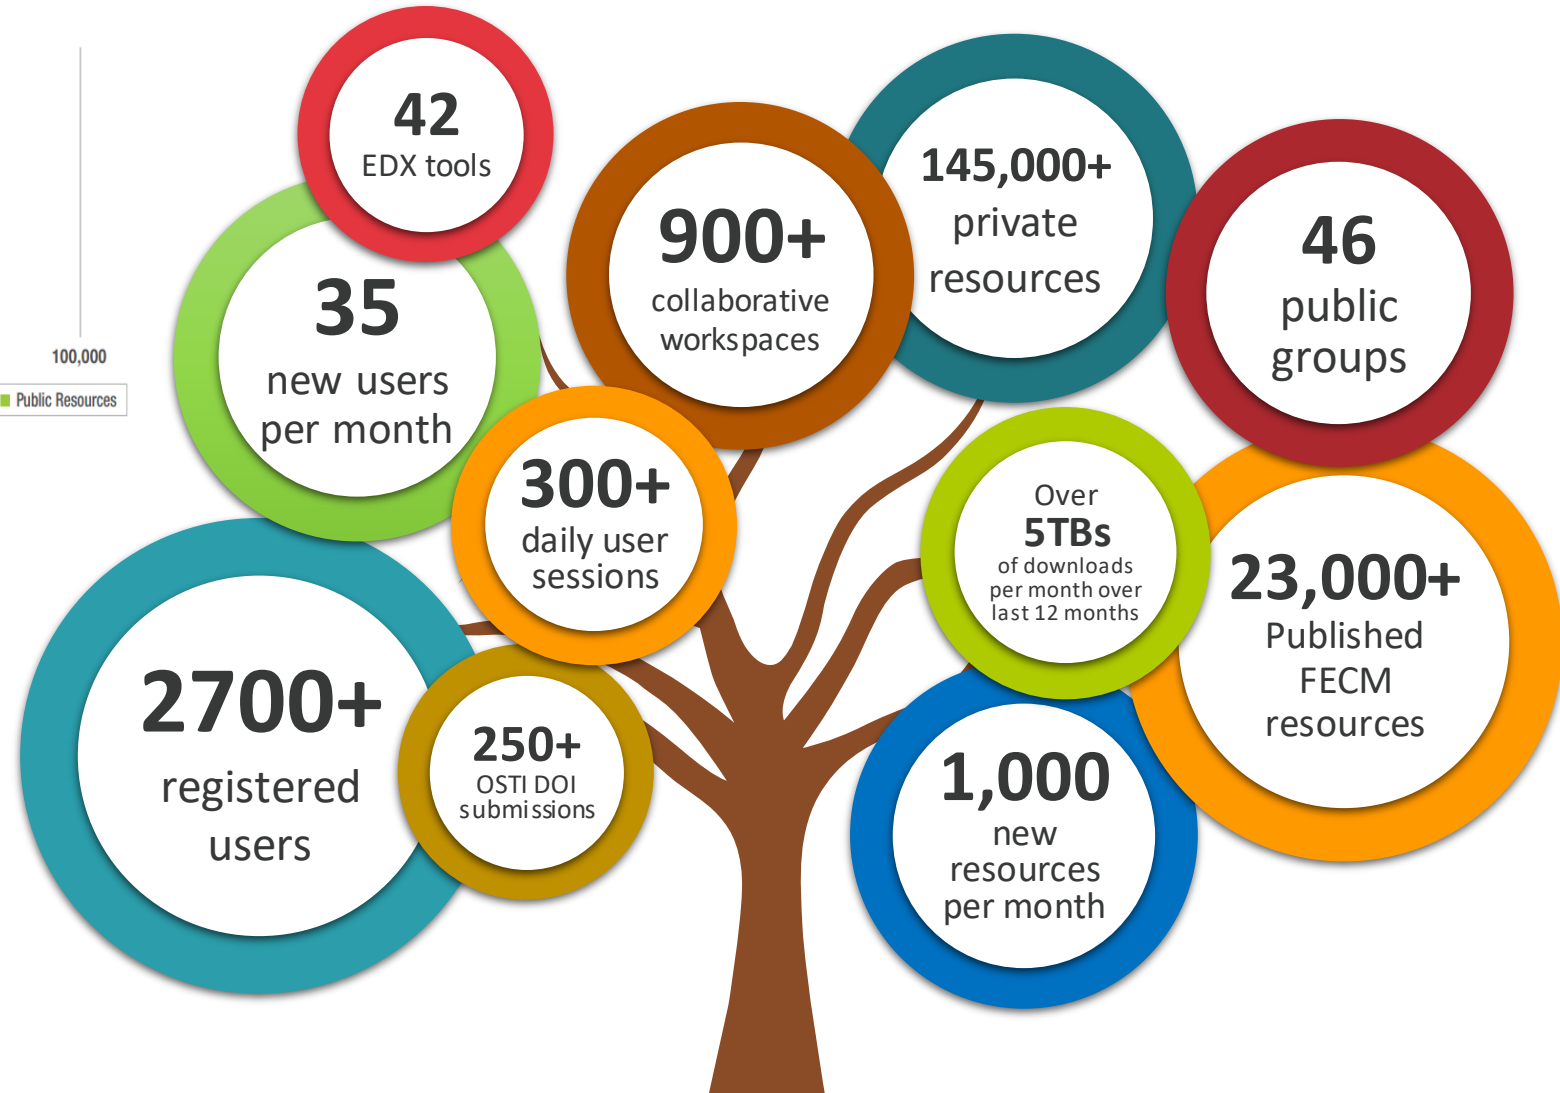 42
EDX tools
900+
collaborative
workspaces
145,000+
private
resources
46
public
groups
35
new users
per month
100,000
Public Resources
300+
daily user
sessions
Over
5TBs
of downloads
per month over
last 12 months
23,000+
Published
FECM
resources
2700+
registered
users
250+
OSTI DOI
submissions
1,000
new
resources
per month